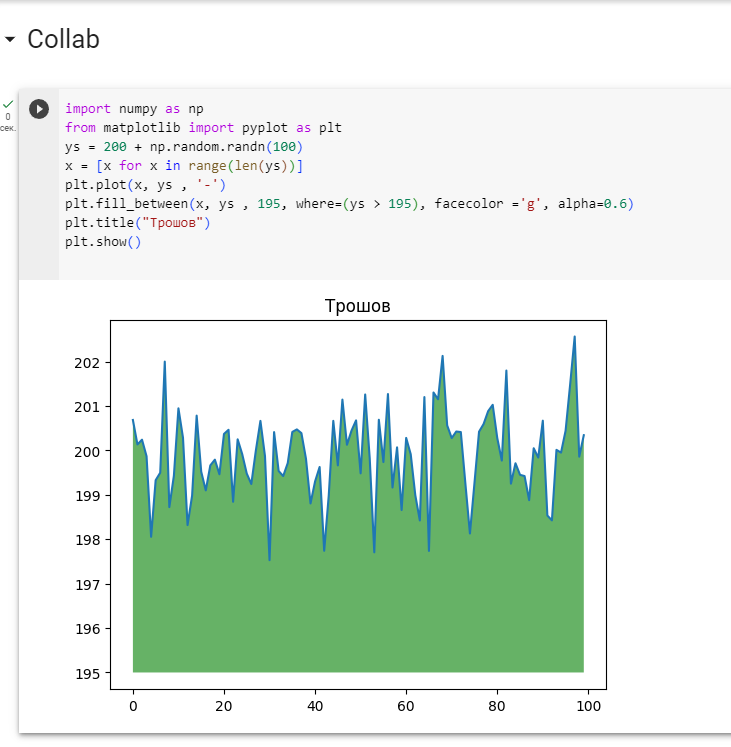 Collab
0
сек.
import numpy as np
from matplotlib import pyplot as plt
ys = 200 + np.random.randn(100)
x = [x for x in range(len(ys))]
plt.plot(x, ys , '-')
plt.fill_between(x, ys , 195, where=(ys > 195), facecolor ='g', alpha=0.6)
plt.title("Трошов")
plt.show()
Трошов
202
201
200
199
198
197
196
195
0 20 40 60 80 100